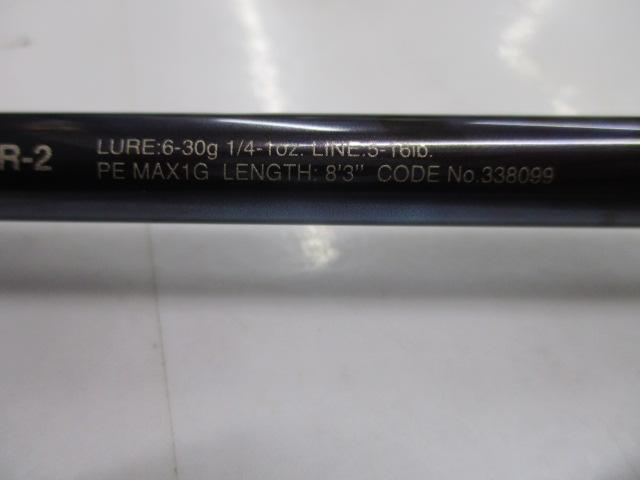 R-2
LURE:6-30g 1/4-1oz. LINE:5-16lb.
PE MAX1G LENGTH: 8'3" CODE No.338099